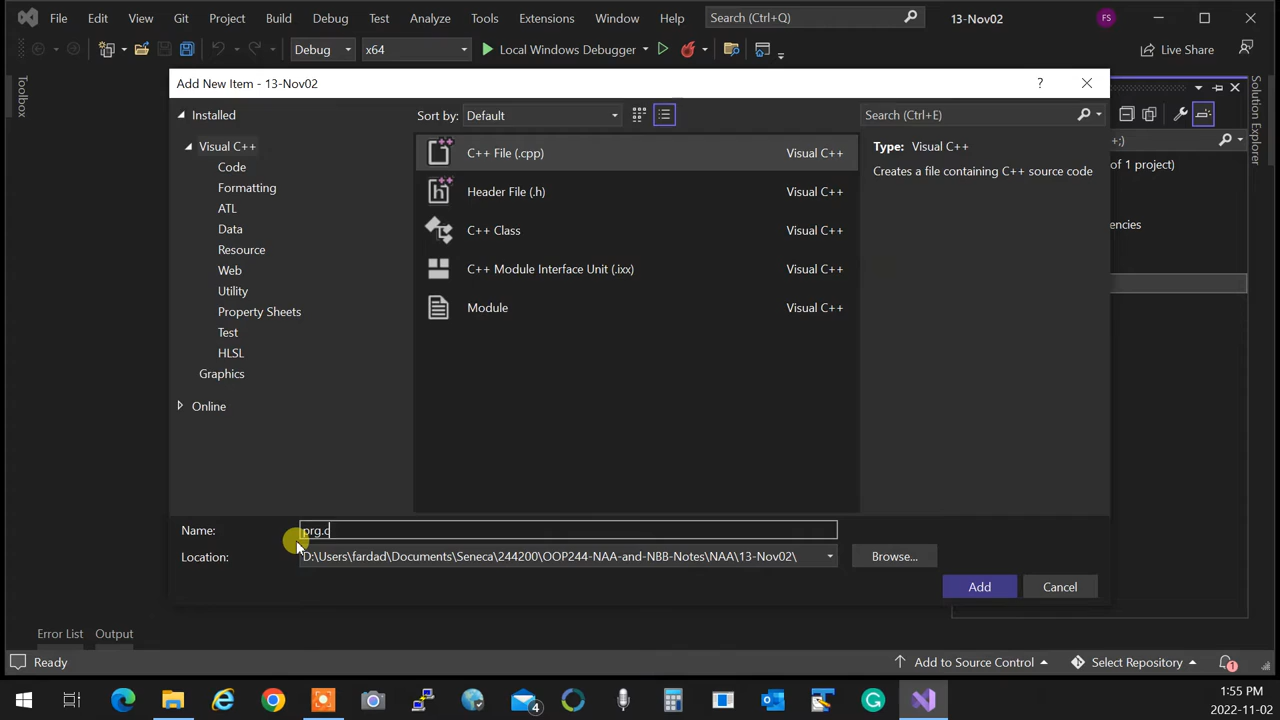 File Edit View Git Project Build Debug Test Analyze Tools Extensions Window Help Search (Ctrl+Q) 13-Nov02 FS
Debug x64 Local Windows Debugger Live Share
Toolbox
Add New Item - 13-Nov02 ?
Installed Sort by: Default Search (Ctrl+E)
Visual C++ C++ File (.cpp) Visual C++ Type: Visual C++
Code Creates a file containing C++ source code
Formatting Header File (.h) Visual C++
ATL
Data C++ Class Visual C++
Resource
Web C++ Module Interface Unit (.ixx) Visual C++
Utility
Property Sheets Module Visual C++
Test
HLSL
Graphics
Online
+;)
of 1 project)
encies
Solution Explorer
Name: prg.c
Location: D:\Users\fardad\Documents\Seneca\244200\OOP244-NAA-and-NBB-Notes\NAA\13-Nov02\ Browse...
Add Cancel
Error List Output
Ready Add to Source Control Select Repository 1
4
1:55 PM
2022-11-02